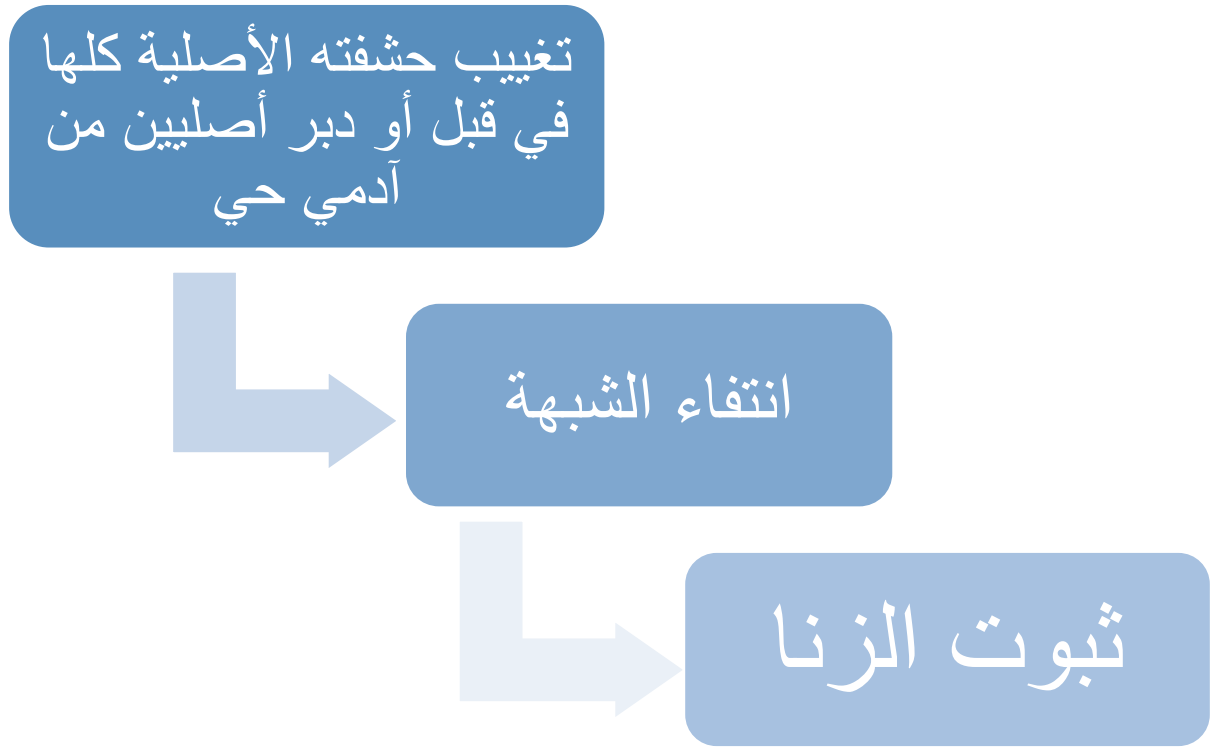 تغييب حشفته الأصلية كلها
في قبل أو دبر أصليين من
آدمي حي
انتفاء الشبهة
ثبوت الزنا